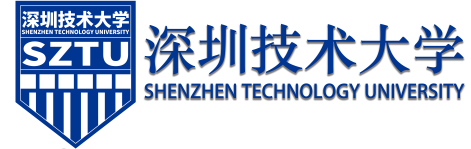 深圳技术大学
SHENZHEN TECHNOLOGY UNIVERSITY
SZTU
深圳技术大学
SHENZHEN TECHNOLOGY UNIVERSITY